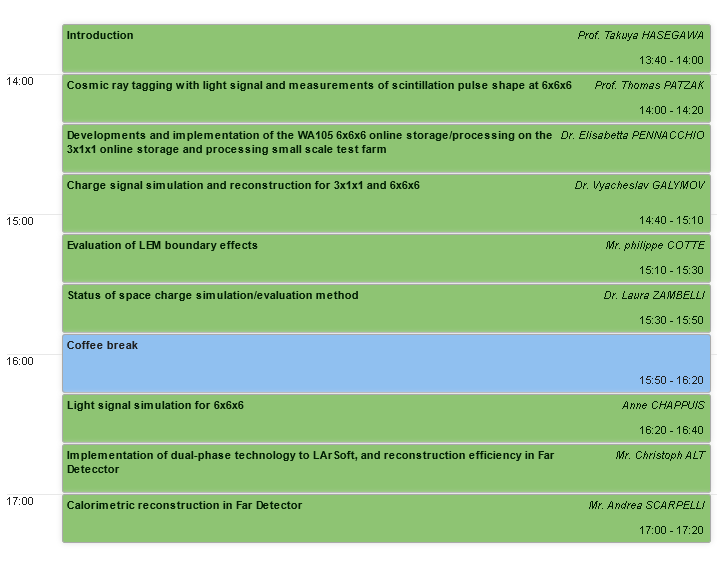 Introduction Prof. Takuya HASEGAWA
13:40 - 14:00
14:00
Cosmic ray tagging with light signal and measurements of scintillation pulse shape at 6x6x6 Prof. Thomas PATZAK
14:00 - 14:20
Developments and implementation of the WA105 6x6x6 online storage/processing on the Dr. Elisabetta PENNACCHIO
3x1x1 online storage and processing small scale test farm
Charge signal simulation and reconstruction for 3x1x1 and 6x6x6 Dr. Vyacheslav GALYMOV
15:00 14:40 - 15:10
Evaluation of LEM boundary effects Mr. philippe COTTE
15:10 - 15:30
Status of space charge simulation/evaluation method Dr. Laura ZAMBELLI
15:30 - 15:50
Coffee break
16:00
15:50 - 16:20
Light signal simulation for 6x6x6 Anne CHAPPUIS
16:20 - 16:40
Implementation of dual-phase technology to LArSoft, and reconstruction efficiency in Far Mr. Christoph ALT
Detecctor
17:00
Calorimetric reconstruction in Far Detector Mr. Andrea SCARPELLI
17:00 - 17:20